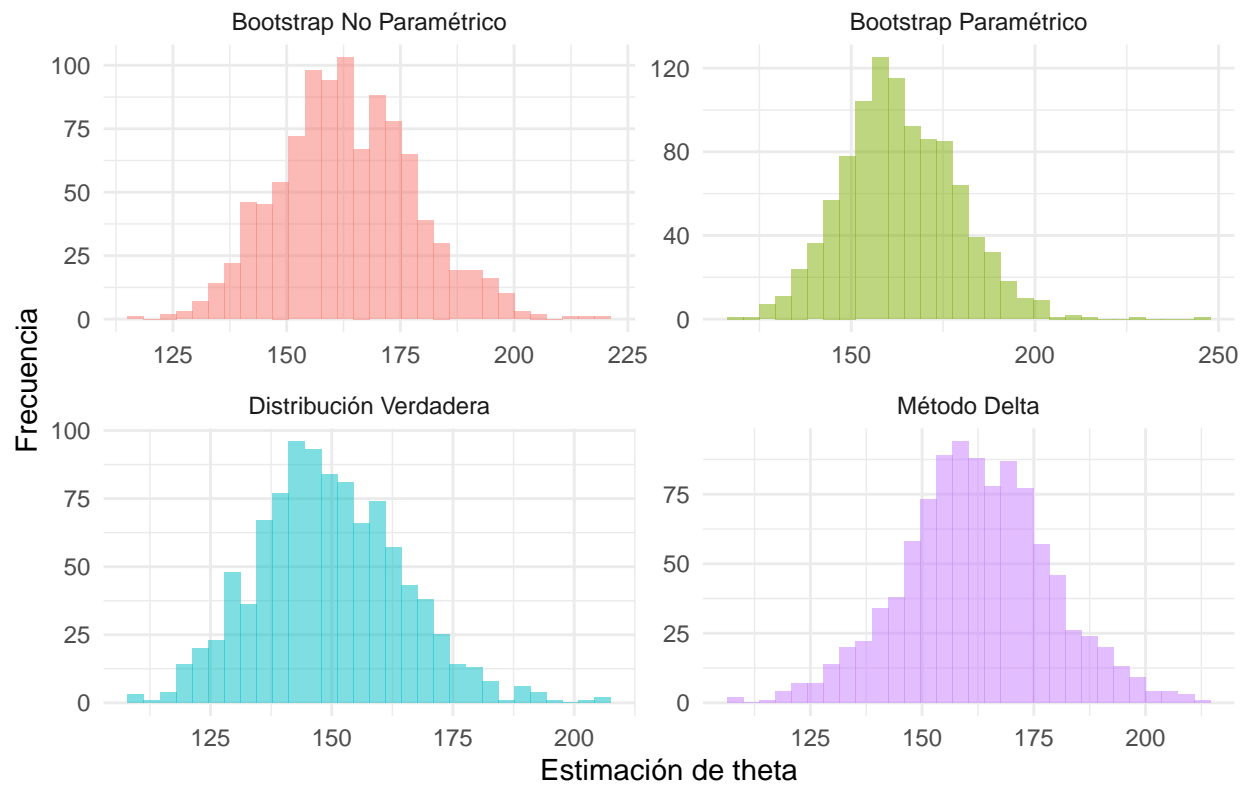 Bootstrap No Paramétrico
Bootstrap Paramétrico
100
75
50
25
0
125 150 175 200 225
120
80
40
0
150 200 250
Frecuencia
Distribución Verdadera
Método Delta
100
75
50
25
0
125 150 175 200
75
50
25
0
125 150 175 200
Estimación de theta